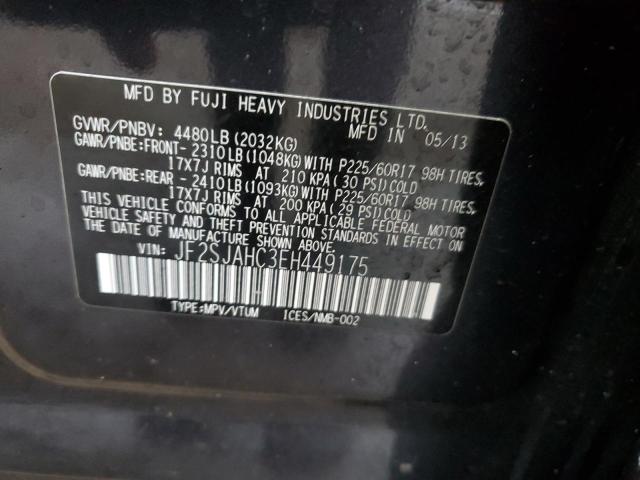 MFD BY FUJI HEAVY INDUSTRIES LTD.
MFD IN 05/13
GVWR/PNBV: 4480LB(2032KG)
GAWR/PNBE:FRONT-2310LB(1048KG)WITH P225/60R17 98H TIRES,
17X7J RIMS AT 210 KPA(30 PSI)COLD
GAWR/PNBE:REAR -2410LB(1093KG)WITH P225/60R17 98H TIRES,
17X7J RIMS AT 200 KPA(29 PSI)COLD
THIS VEHICLE CONFORMS TO ALL APPLICABLE FEDERAL MOTOR
VEHICLE SAFETY AND THEFT PREVENTION STANDARDS IN EFFECT ON
THE DATE OF MANUFACTURE SHOWN ABOVE.
VIN: JF2SJAHC3EH449175
TYPE:MPV/VTUM ICES/NMB-002